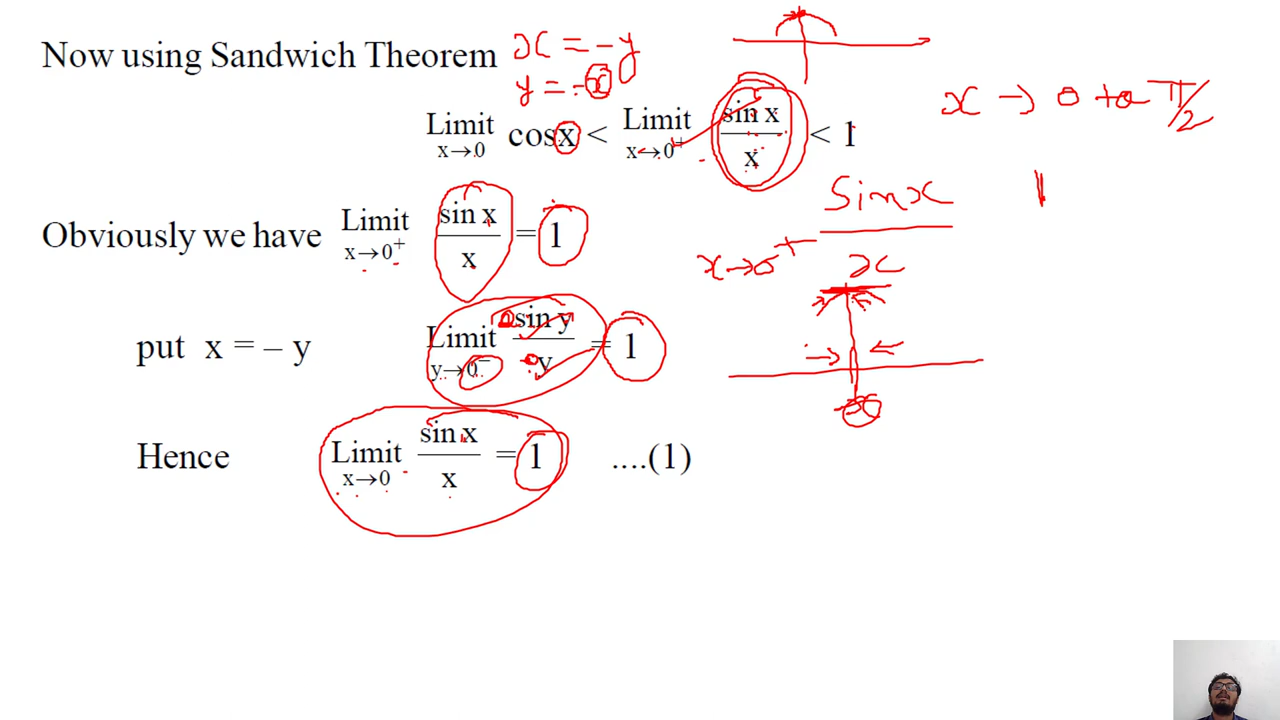 Now using Sandwich Theorem x = - y
y = - x
x → 0 to π/2
Limit x→0 cos x < Limit x→0⁺ sin x / x < 1
Obviously we have Limit x→0⁺ sin x / x = 1
x→0⁺ sin x / x
put x = – y Limit y→0⁻ sin y / y = 1
Hence Limit x→0 sin x / x = 1 ....(1)